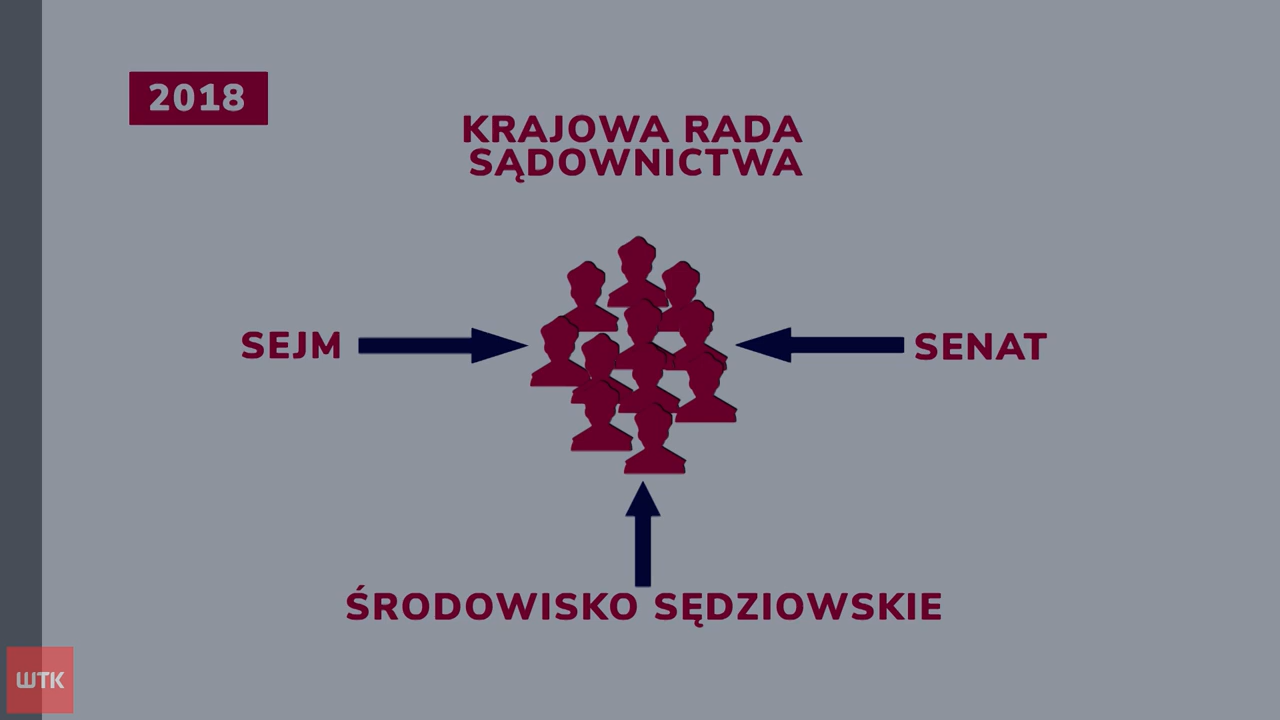 2018
KRAJOWA RADA
SĄDOWNICTWA
SEJM
SENAT
ŚRODOWISKO SĘDZIOWSKIE
WTK